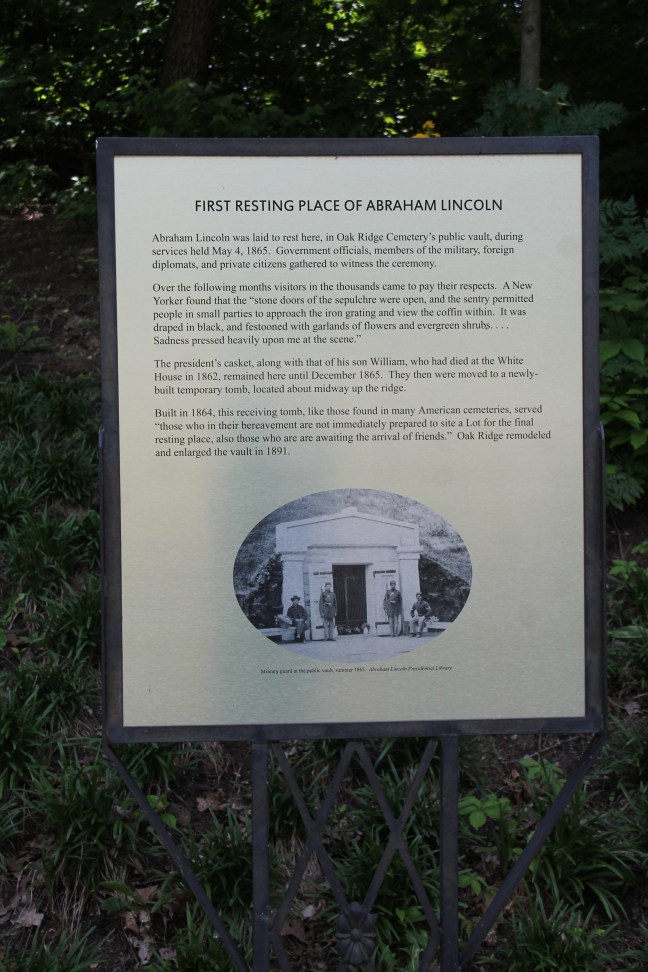 FIRST RESTING PLACE OF ABRAHAM LINCOLN
Abraham Lincoln was laid to rest here, in Oak Ridge Cemetery's public vault, during
services held May 4, 1865. Government officials, members of the military, foreign
diplomats, and private citizens gathered to witness the ceremony.
Over the following months visitors in the thousands came to pay their respects. A New
Yorker found that the "stone doors of the sepulchre were open, and the sentry permitted
people in small parties to approach the iron grating and view the coffin within. It was
draped in black, and festooned with garlands of flowers and evergreen shrubs. . . .
Sadness pressed heavily upon me at the scene."
The president's casket, along with that of his son William, who had died at the White
House in 1862, remained here until December 1865. They then were moved to a newly-
built temporary tomb, located about midway up the ridge.
Built in 1864, this receiving tomb, like those found in many American cemeteries, served
"those who in their bereavement are not immediately prepared to site a Lot for the final
resting place, also those who are are awaiting the arrival of friends." Oak Ridge remodeled
and enlarged the vault in 1891.
Military guard at the public vault, summer 1865. Abraham Lincoln Presidential Library